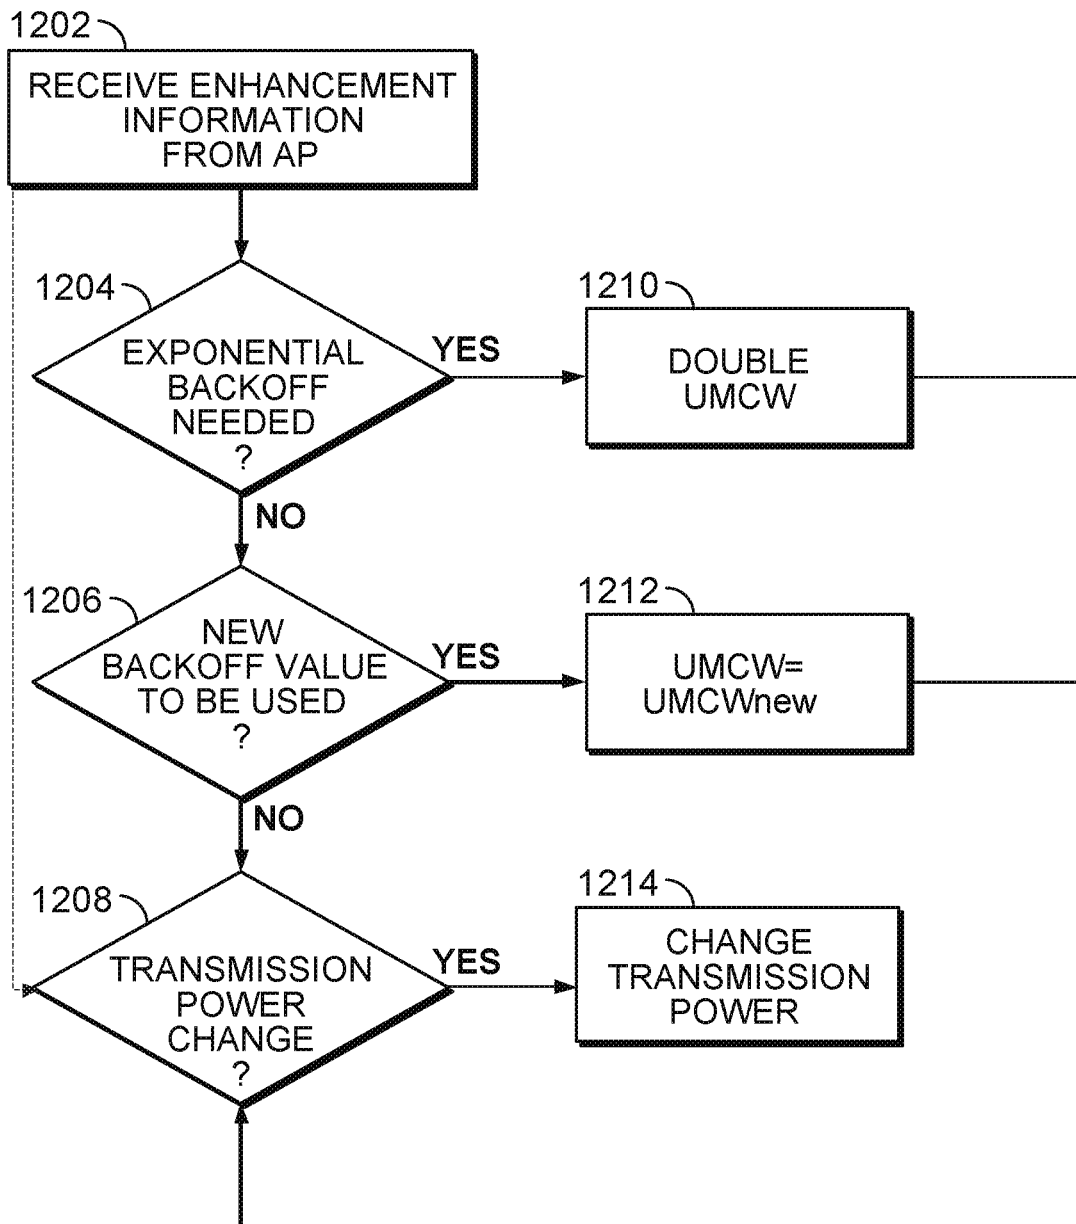 1202
RECEIVE ENHANCEMENT
INFORMATION
FROM AP
1204
EXPONENTIAL
BACKOFF
NEEDED
?
YES
1210
DOUBLE
UMCW
NO
1206
NEW
BACKOFF VALUE
TO BE USED
?
YES
1212
UMCW=
UMCWnew
NO
1208
TRANSMISSION
POWER
CHANGE
?
YES
1214
CHANGE
TRANSMISSION
POWER